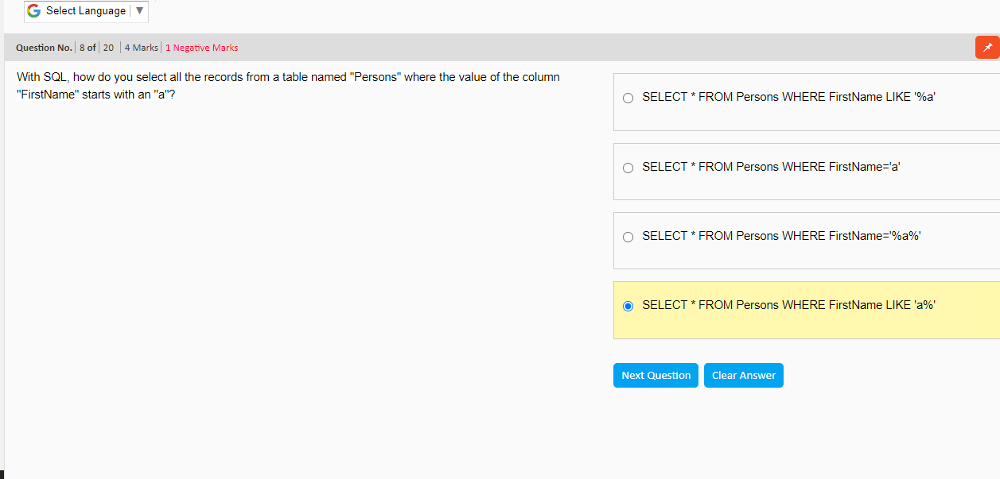 Select Language ▼
Question No. 8 of 20 4 Marks 1 Negative Marks
With SQL, how do you select all the records from a table named "Persons" where the value of the column
"FirstName" starts with an "a"?
SELECT * FROM Persons WHERE FirstName LIKE '%a'
SELECT * FROM Persons WHERE FirstName='a'
SELECT * FROM Persons WHERE FirstName='%a%'
SELECT * FROM Persons WHERE FirstName LIKE 'a%'
Next Question Clear Answer